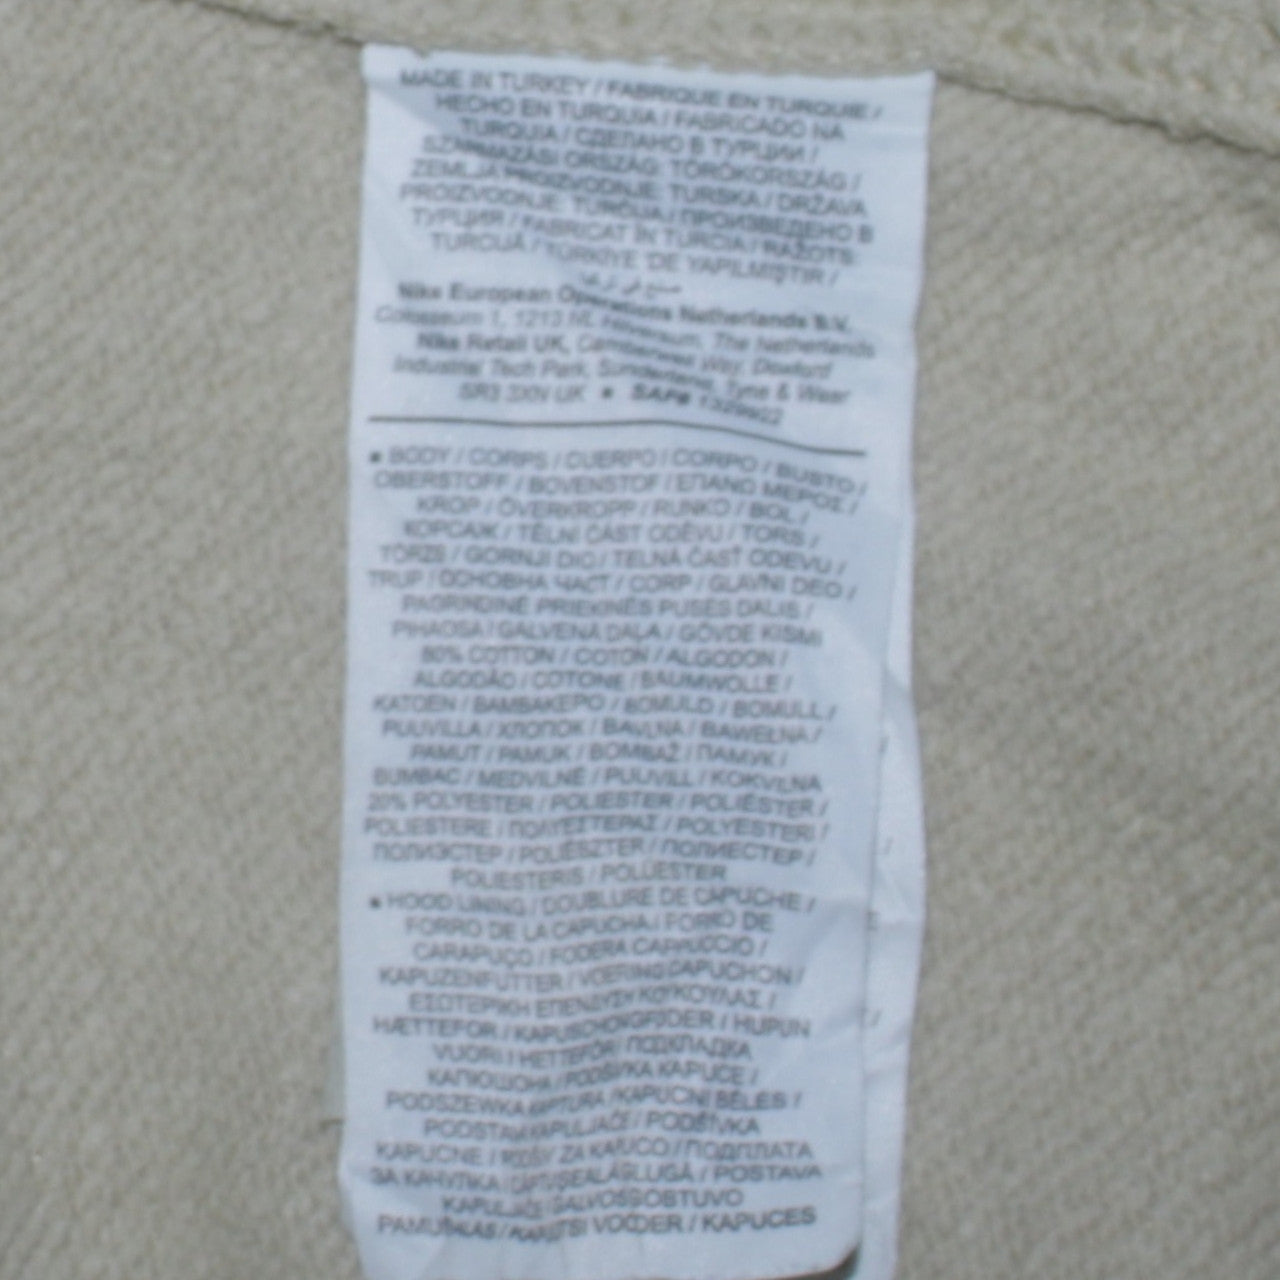 MADE IN TURKEY / FABRIQUE EN TURQUIE /
HECHO EN TURQUIA / FABRICADO NA
TURQUIA / СДЕЛАНО В ТУРЦИИ /
SZÁRMAZÁSI ORSZÁG: TÖRÖKORSZÁG /
ZEMLJA PROIZVODNJE: TURSKA / DRŽAVA
PROIZVODNJE: TURČIJA / ПРОИЗВЕДЕНО В
ТУРЦИЯ / FABRICAT ÎN TURCIA / RAŽOTS
TURCIJĀ / TÜRKİYE 'DE YAPILMIŞTIR /
صنع في تركيا
Nike European Operations Netherlands B.V.
Colosseum 1, 1213 NL Hilversum, The Netherlands
Nike Retail UK, Camberwell Way, Doxford
Industrial Tech Park, Sunderland, Tyne & Wear
SR3 3XN UK ★ SAP#
★ BODY / CORPS / CUERPO / CORPO / BUSTO /
OBERSTOFF / BOVENSTOF / ΕΠΑΝΩ ΜΕΡΟΣ /
KROP / ÖVERKROPP / RUNKO / BOL /
КОРСАЖ / TĚLNÍ ČÁST ODĚVU / TORS /
TÖRZS / GORNJI DIO / TELNÁ ČASŤ ODEVU /
TRUP / ОСНОВНА ЧАСТ / CORP / GLAVNI DEO /
PAGRINDINĖ PRIEKINĖS PUSĖS DALIS /
PIHAOSA / GALVENĀ DAĻA / GÖVDE KISMI
80% COTTON / COTON / ALGODON /
ALGODÃO / COTONE / BAUMWOLLE /
KATOEN / ΒΑΜΒΑΚΕΡΟ / BOMULD / BOMULL /
PUUVILLA / ХЛОПОК / BAVLNA / BAWEŁNA /
PAMUT / PAMUK / BOMBAŽ / ПАМУК /
BUMBAC / MEDVILNĖ / PUUVILL / KOKVILNA
20% POLYESTER / POLIESTER / POLIÉSTER /
POLIESTERE / ΠΟΛΥΕΣΤΕΡΑΣ / POLYESTERI /
ПОЛИЭСТЕР / POLIÉSZTER / ПОЛИЕСТЕР /
POLIESTERIS / POLÜESTER
★ HOOD LINING / DOUBLURE DE CAPUCHE /
FORRO DE LA CAPUCHA / FORRO DE
CARAPUÇO / FODERA CAPPUCCIO /
KAPUZENFUTTER / VOERING CAPUCHON /
ΕΣΩΤΕΡΙΚΗ ΕΠΕΝΔΥΣΗ ΚΟΥΚΟΥΛΑΣ /
HÆTTEFOR / KAPUSCHONGFODER / HUPUN
VUORI / HETTEFÔR / ПОДКЛАДКА
КАПЮШОНА / PODŠÍVKA KAPUCE /
PODSZEWKA KAPTURA / KAPUCNI BÉLÉS /
PODSTAVA KAPULJAČE / PODŠÍVKA
KAPUCNE / ZA KAPUCO / ПОДПЛАТА
ЗА КАЧУЛКА / / POSTAVA
KAPULJAČE /
PAMUŠKAS / KAPUTSI VOODER / KAPUCES